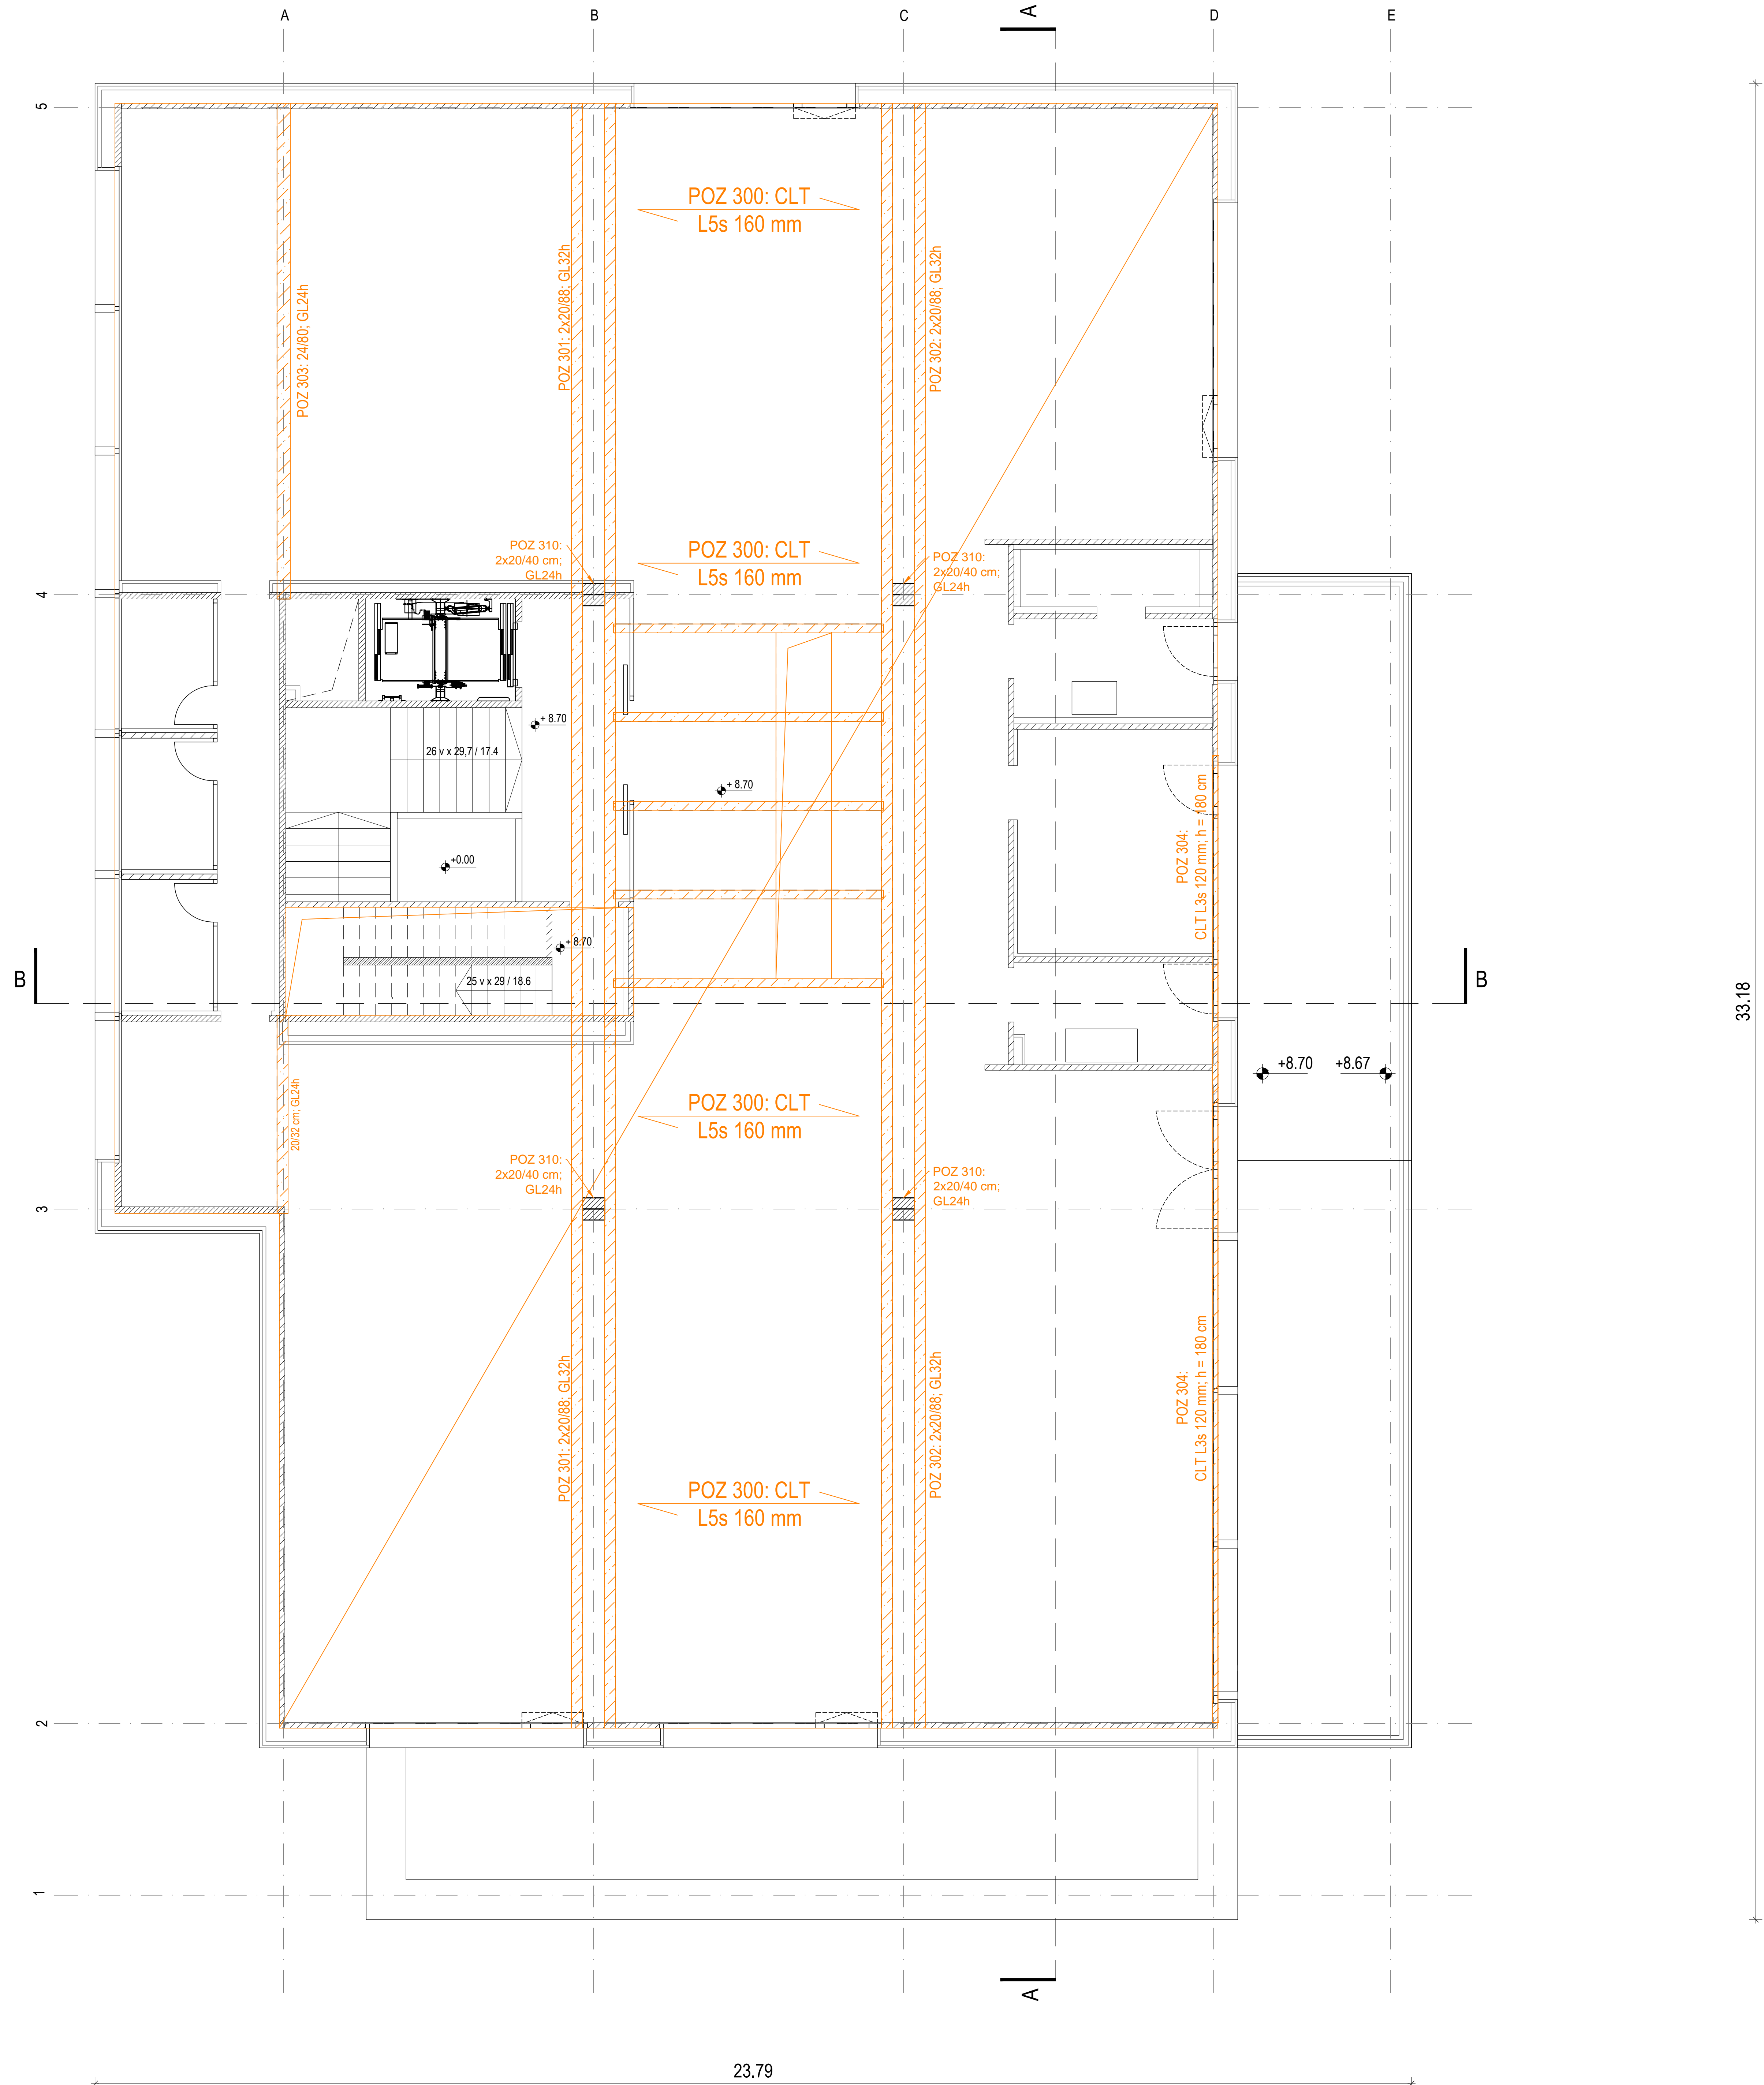 A
B
C
A
D
E
5
POZ 300: CLT
L5s 160 mm
POZ 303: 24/80; GL24h
POZ 301: 2x20/88; GL32h
POZ 302: 2x20/88; GL32h
POZ 310:
2x20/40 cm;
GL24h
POZ 300: CLT
L5s 160 mm
POZ 310:
2x20/40 cm;
GL24h
4
+ 8.70
26 v x 29,7 / 17.4
+ 8.70
+0.00
POZ 304:
CLT L3s 120 mm; h = 180 cm
+ 8.70
25 v x 29 / 18.6
B
B
33.18
+8.70
+8.67
20/32 cm; GL24h
POZ 300: CLT
L5s 160 mm
POZ 310:
2x20/40 cm;
GL24h
POZ 310:
2x20/40 cm;
GL24h
3
POZ 301: 2x20/88; GL32h
POZ 302: 2x20/88; GL32h
POZ 304:
CLT L3s 120 mm; h = 180 cm
POZ 300: CLT
L5s 160 mm
2
1
A
23.79